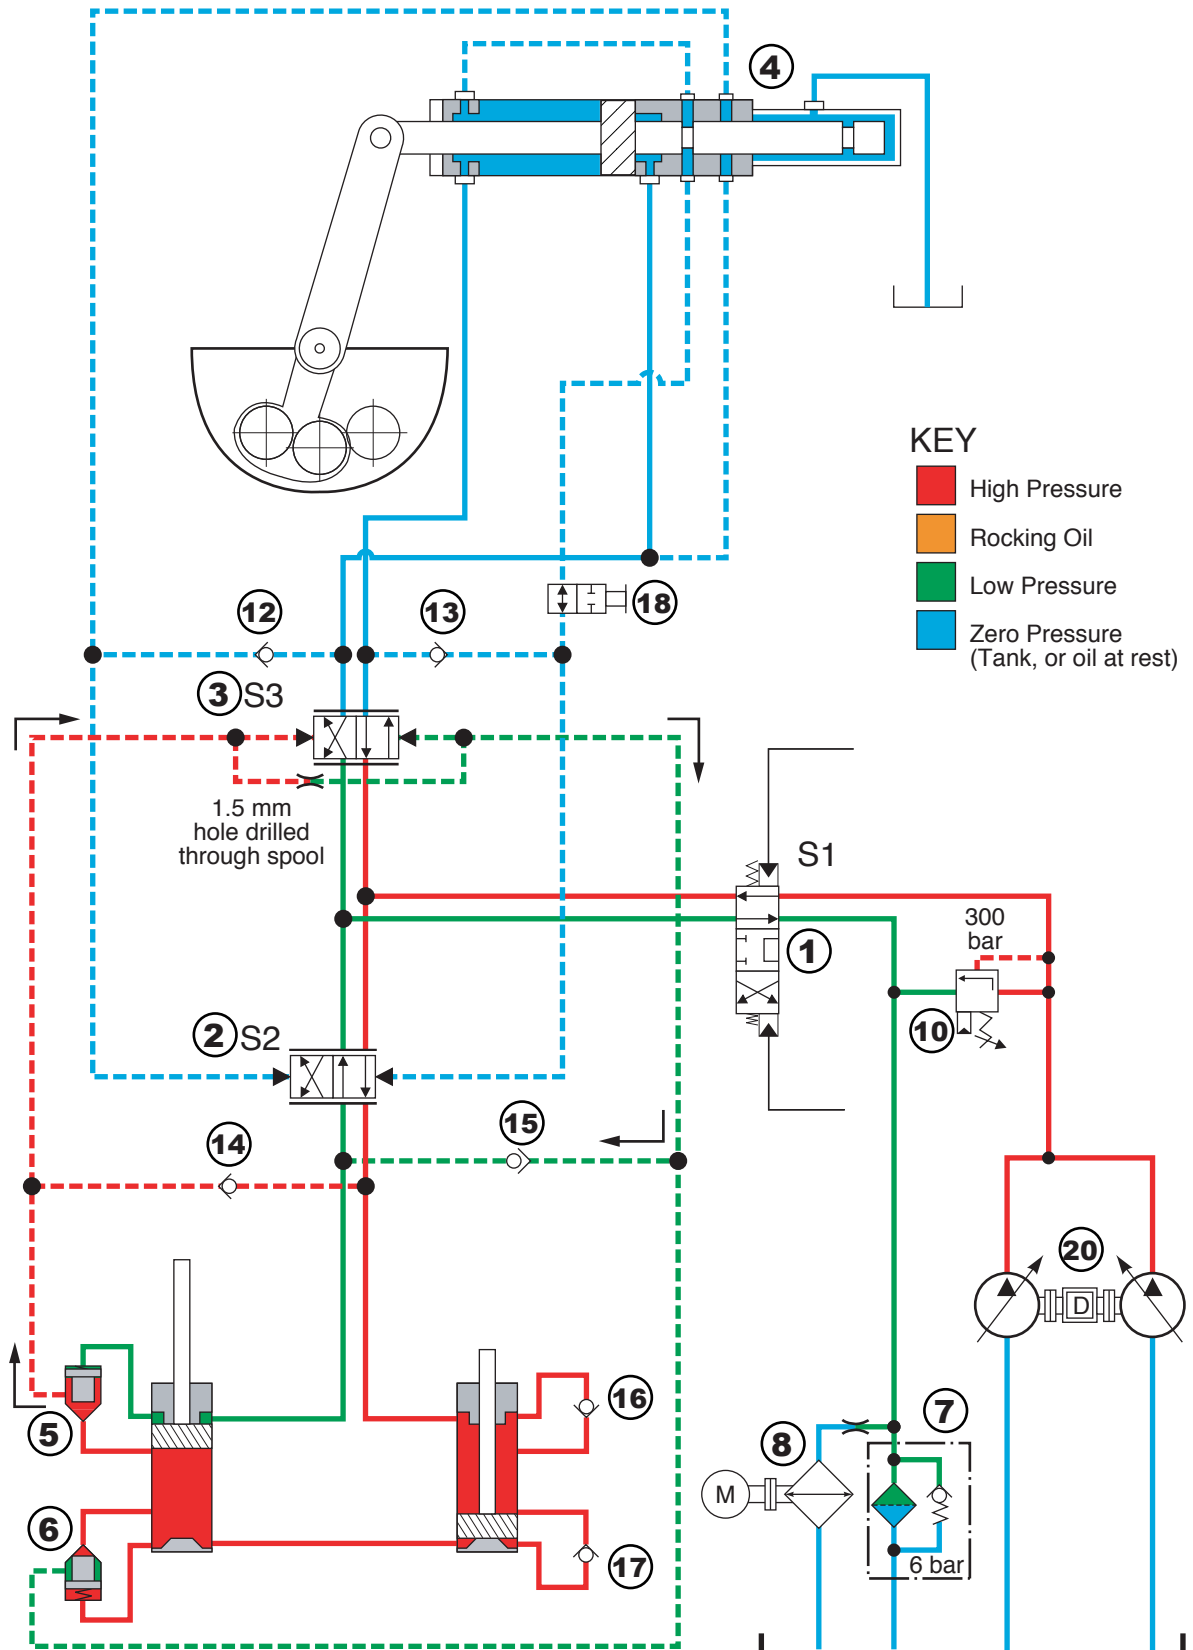 4
KEY
High Pressure
Rocking Oil
Low Pressure
Zero Pressure
(Tank, or oil at rest)
18
12
13
3 S3
1.5 mm
hole drilled
through spool
S1
1
300
bar
10
2 S2
15
14
20
D
5
16
7
8
M
6
17
6 bar